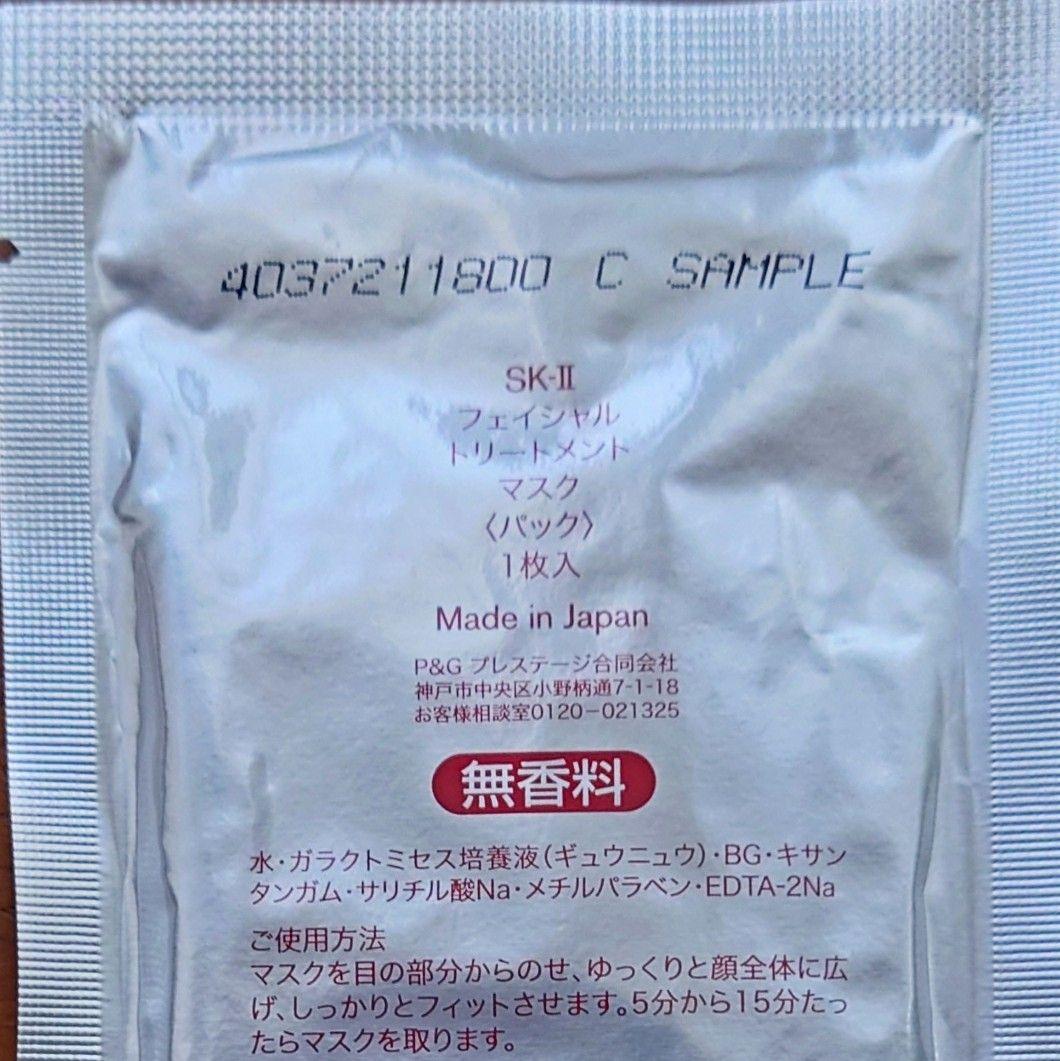 4037211800 C SAMPLE
SK-Ⅱ
フェイシャル
トリートメント
マスク
〈パック〉
1枚入
Made in Japan
P&G プレステージ合同会社
神戸市中央区小野柄通7-1-18
お客様相談室0120-021325
無香料
水・ガラクトミセス培養液(ギュウニュウ)・BG・キサン
タンガム・サリチル酸Na・メチルパラベン・EDTA-2Na
ご使用方法
マスクを目の部分からのせ、ゆっくりと顔全体に広
げ、しっかりとフィットさせます。5分から15分たっ
たらマスクを取ります。